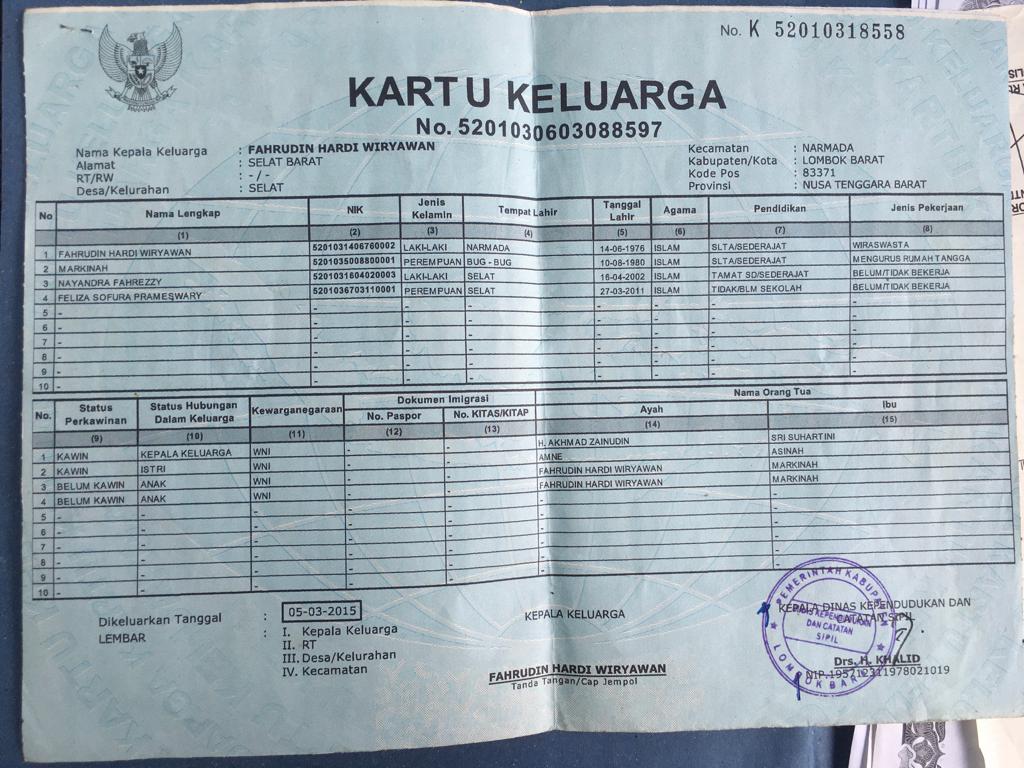 No. K 52010318558
KARTU KELUARGA
No. 5201030603088597
Nama Kepala Keluarga : FAHRUDIN HARDI WIRYAWAN
Alamat : SELAT BARAT
RT/RW : - / -
Desa/Kelurahan : SELAT
Kecamatan : NARMADA
Kabupaten/Kota : LOMBOK BARAT
Kode Pos : 83371
Provinsi : NUSA TENGGARA BARAT
No Nama Lengkap NIK Jenis Kelamin Tempat Lahir Tanggal Lahir Agama Pendidikan Jenis Pekerjaan
(1) (2) (3) (4) (5) (6) (7) (8)
1 FAHRUDIN HARDI WIRYAWAN 5201031406760002 LAKI-LAKI NARMADA 14-06-1976 ISLAM SLTA/SEDERAJAT WIRASWASTA
2 MARKINAH 5201035008800001 PEREMPUAN BUG - BUG 10-08-1980 ISLAM SLTA/SEDERAJAT MENGURUS RUMAH TANGGA
3 NAYANDRA FAHREZZY 5201031604020003 LAKI-LAKI SELAT 16-04-2002 ISLAM TAMAT SD/SEDERAJAT BELUM/TIDAK BEKERJA
4 FELIZA SOFURA PRAMESWARY 5201036703110001 PEREMPUAN SELAT 27-03-2011 ISLAM TIDAK/BLM SEKOLAH BELUM/TIDAK BEKERJA
5 - - - - - - - -
6 - - - - - - - -
7 - - - - - - - -
8 - - - - - - - -
9 - - - - - - - -
10 - - - - - - - -
No. Status Perkawinan Status Hubungan Dalam Keluarga Kewarganegaraan Dokumen Imigrasi Nama Orang Tua
No. Paspor No. KITAS/KITAP Ayah Ibu
(9) (10) (11) (12) (13) (14) (15)
1 KAWIN KEPALA KELUARGA WNI - - H. AKHMAD ZAINUDIN SRI SUHARTINI
2 KAWIN ISTRI WNI - - AMNE ASINAH
3 BELUM KAWIN ANAK WNI - - FAHRUDIN HARDI WIRYAWAN MARKINAH
4 BELUM KAWIN ANAK WNI - - FAHRUDIN HARDI WIRYAWAN MARKINAH
5 - - - - - - -
6 - - - - - - -
7 - - - - - - -
8 - - - - - - -
9 - - - - - - -
10 - - - - - - -
Dikeluarkan Tanggal : 05-03-2015
LEMBAR : I. Kepala Keluarga
II. RT
III. Desa/Kelurahan
IV. Kecamatan
KEPALA KELUARGA
FAHRUDIN HARDI WIRYAWAN
Tanda Tangan/Cap Jempol
KEPALA DINAS KEPENDUDUKAN DAN
CATATAN SIPIL
PEMERINTAH KABUP
DAN CATATAN
SIPIL
LOMBOK BARAT
Drs. H. KHALID
NIP.195212311978021019